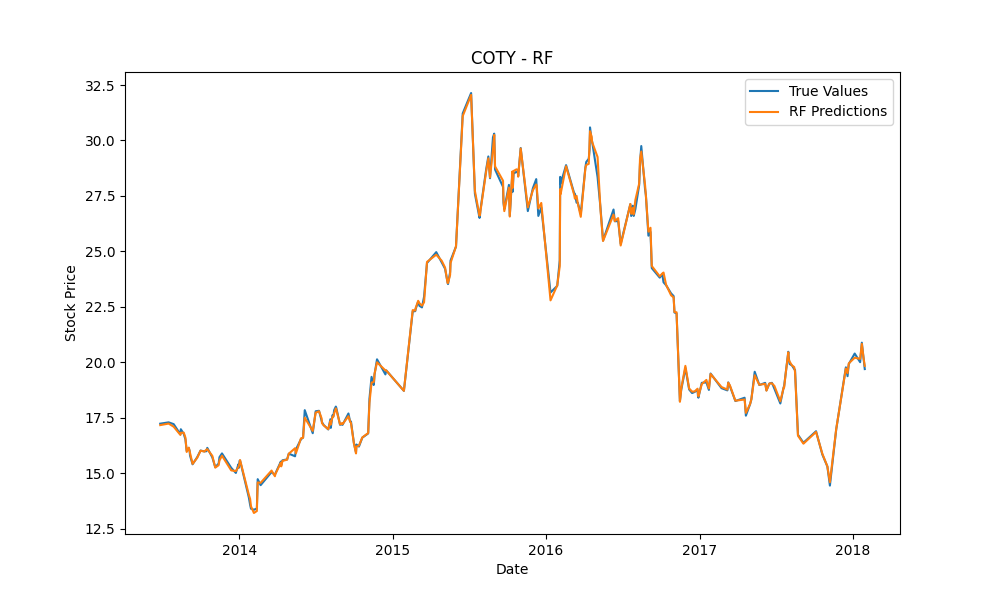 COTY - RF
True Values
RF Predictions
32.5
30.0
27.5
25.0
22.5
20.0
17.5
15.0
12.5
Stock Price
2014
2015
2016
2017
2018
Date